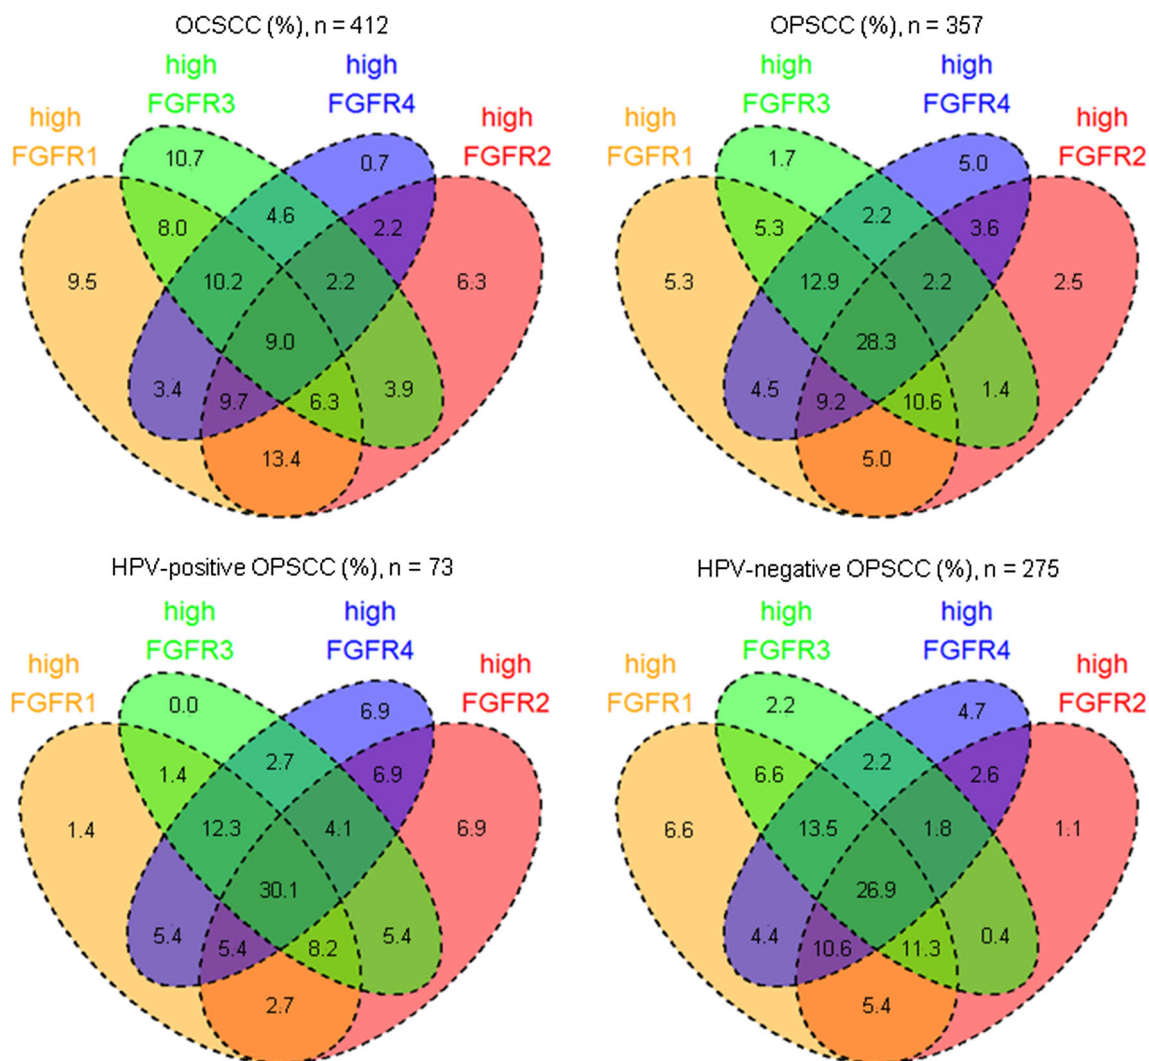 OCSCC (%), n = 412
high
FGFR3
high
FGFR4
high
FGFR1
high
FGFR2
10.7
0.7
8.0
4.6
2.2
9.5
10.2
2.2
6.3
9.0
3.4
9.7
6.3
3.9
13.4
OPSCC (%), n = 357
high
FGFR3
high
FGFR4
high
FGFR1
high
FGFR2
1.7
5.0
5.3
2.2
3.6
5.3
12.9
2.2
2.5
28.3
4.5
9.2
10.6
1.4
5.0
HPV-positive OPSCC (%), n = 73
high
FGFR3
high
FGFR4
high
FGFR1
high
FGFR2
0.0
6.9
1.4
2.7
6.9
1.4
12.3
4.1
6.9
30.1
5.4
5.4
8.2
5.4
2.7
HPV-negative OPSCC (%), n = 275
high
FGFR3
high
FGFR4
high
FGFR1
high
FGFR2
2.2
4.7
6.6
2.2
2.6
6.6
13.5
1.8
1.1
26.9
4.4
10.6
11.3
0.4
5.4